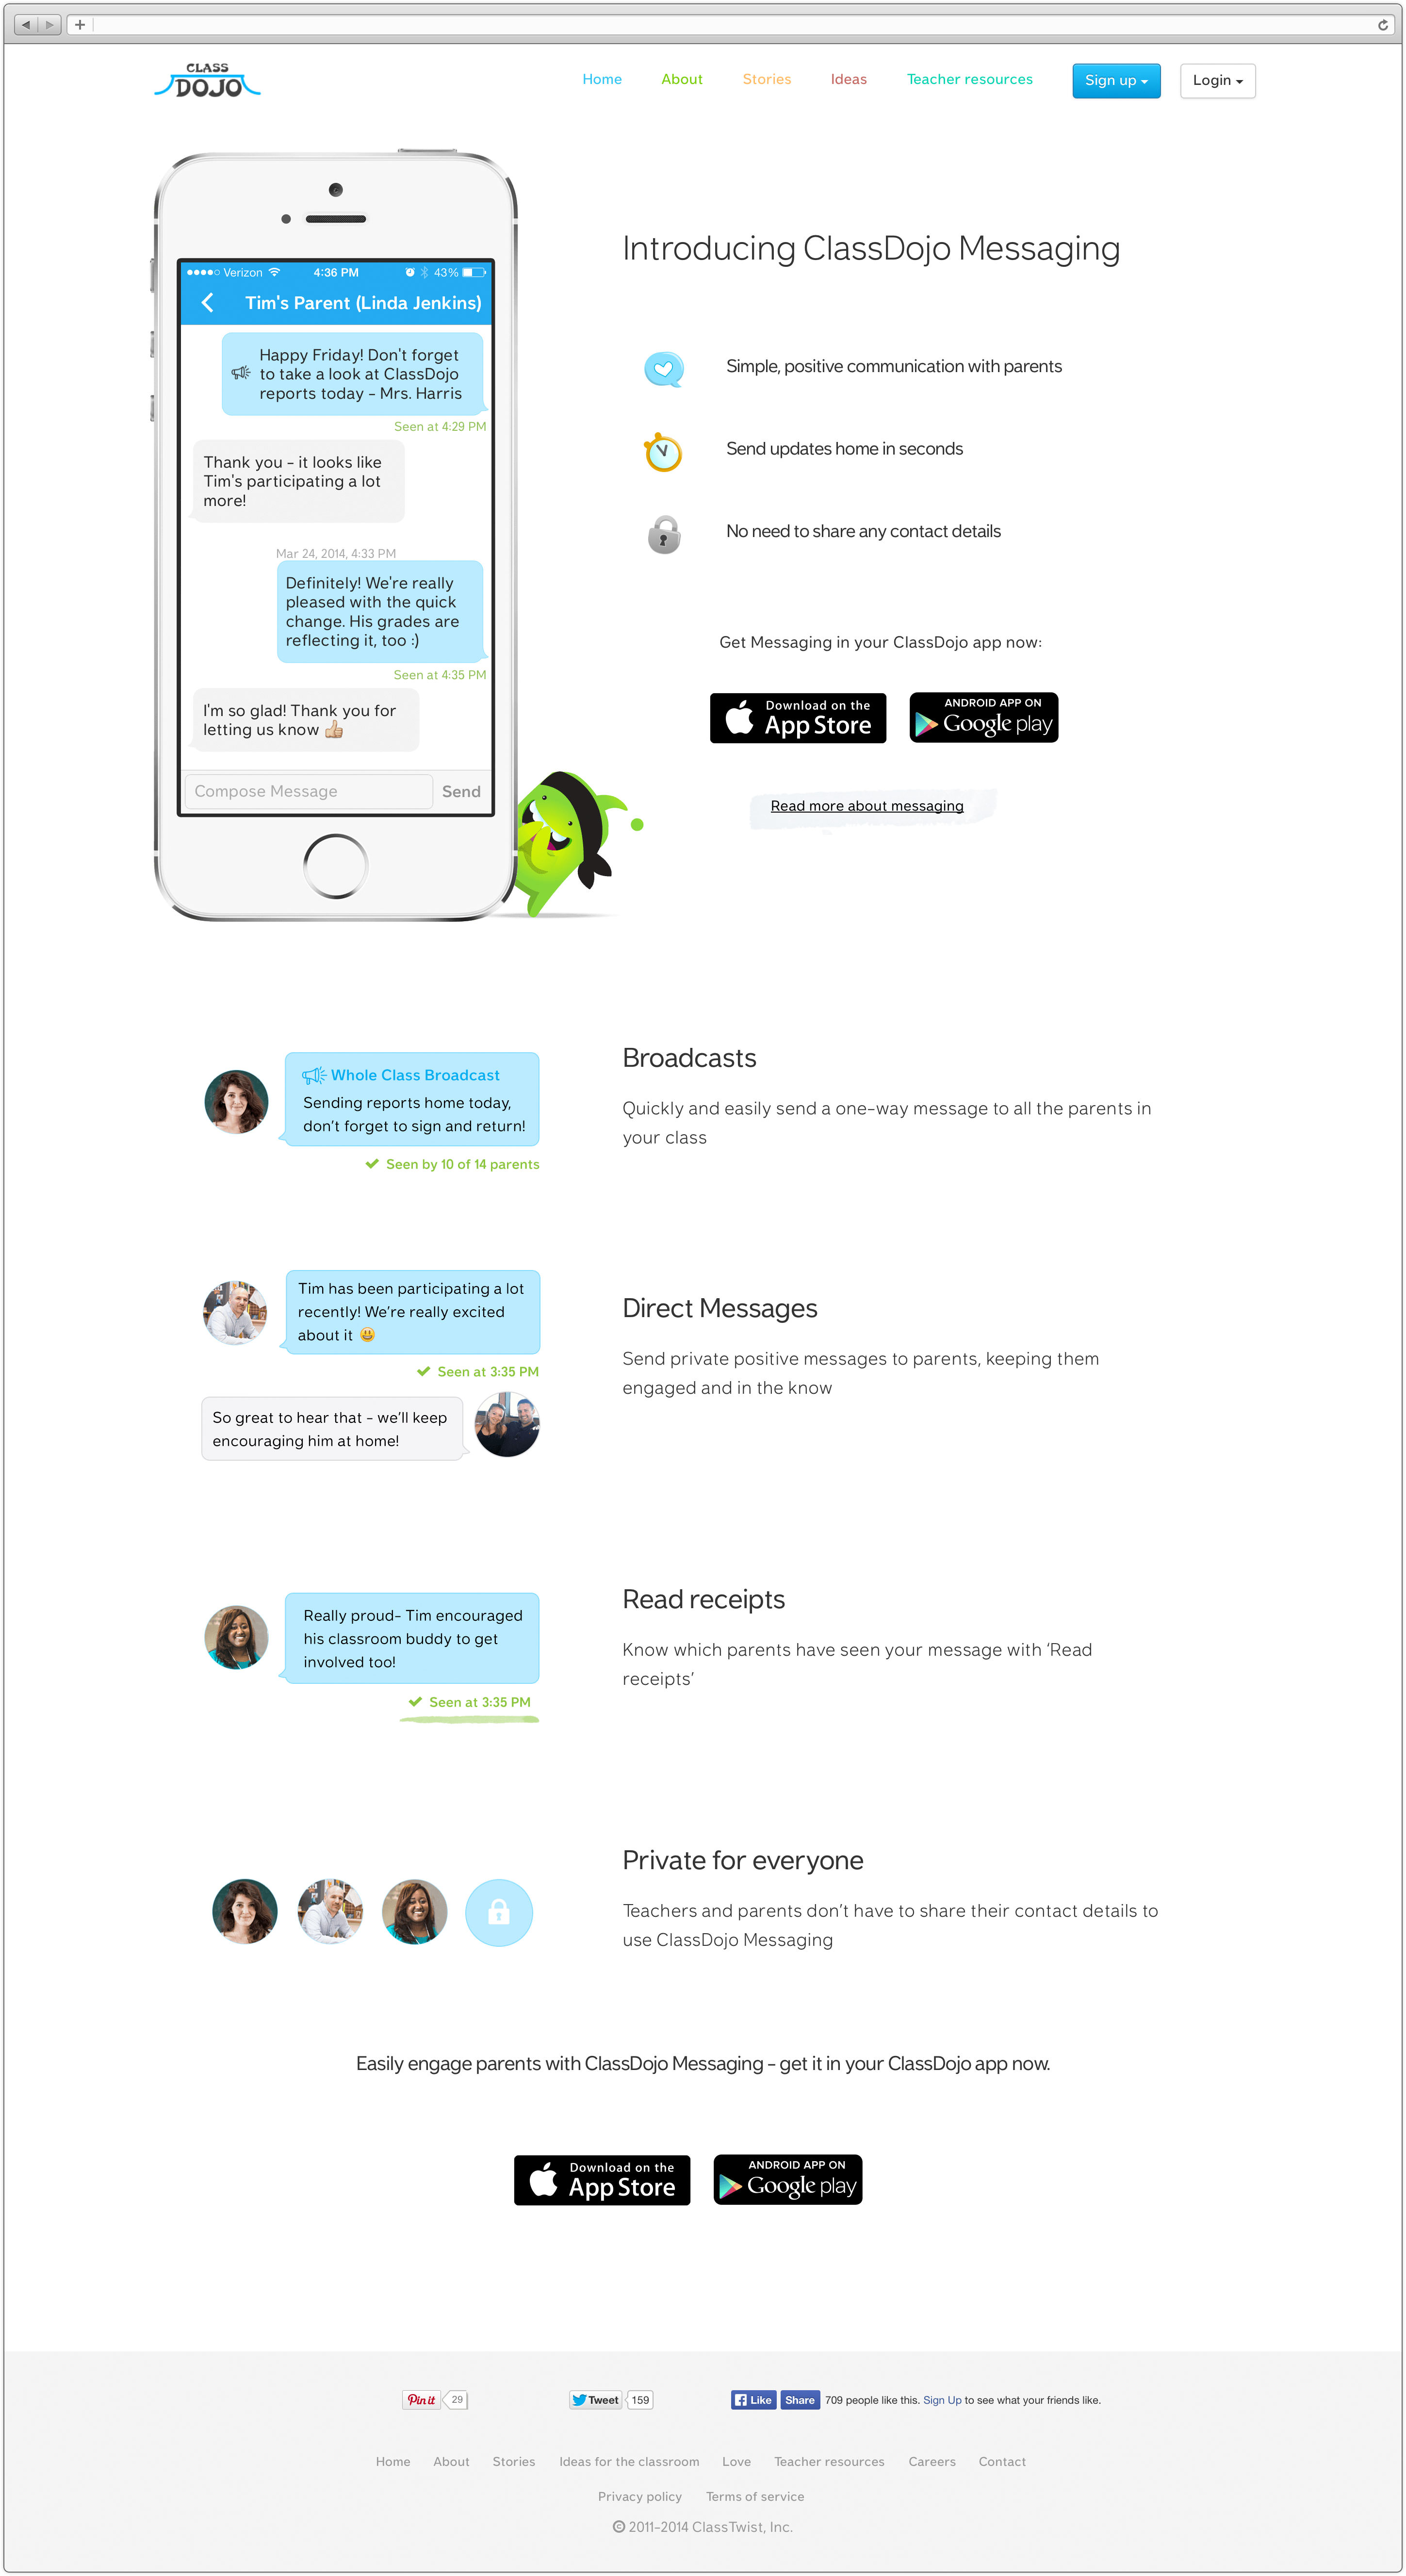 CLASS
DOJO
Home About Stories Ideas Teacher resources Sign up Login
Verizon 4:36 PM 43%
Tim's Parent (Linda Jenkins)
Happy Friday! Don't forget
to take a look at ClassDojo
reports today - Mrs. Harris
Seen at 4:29 PM
Thank you - it looks like
Tim's participating a lot
more!
Mar 24, 2014, 4:33 PM
Definitely! We're really
pleased with the quick
change. His grades are
reflecting it, too :)
Seen at 4:35 PM
I'm so glad! Thank you for
letting us know 👍
Compose Message Send
Introducing ClassDojo Messaging
Simple, positive communication with parents
Send updates home in seconds
No need to share any contact details
Get Messaging in your ClassDojo app now:
Download on the
App Store
ANDROID APP ON
Google play
Read more about messaging
Whole Class Broadcast
Sending reports home today,
don't forget to sign and return!
✓ Seen by 10 of 14 parents
Broadcasts
Quickly and easily send a one-way message to all the parents in
your class
Tim has been participating a lot
recently! We're really excited
about it 😀
✓ Seen at 3:35 PM
So great to hear that - we'll keep
encouraging him at home!
Direct Messages
Send private positive messages to parents, keeping them
engaged and in the know
Really proud- Tim encouraged
his classroom buddy to get
involved too!
✓ Seen at 3:35 PM
Read receipts
Know which parents have seen your message with ‘Read
receipts’
Private for everyone
Teachers and parents don't have to share their contact details to
use ClassDojo Messaging
Easily engage parents with ClassDojo Messaging - get it in your ClassDojo app now.
Download on the
App Store
ANDROID APP ON
Google play
Pin it 29 Tweet 159 Like Share 709 people like this. Sign Up to see what your friends like.
Home About Stories Ideas for the classroom Love Teacher resources Careers Contact
Privacy policy Terms of service
© 2011-2014 ClassTwist, Inc.